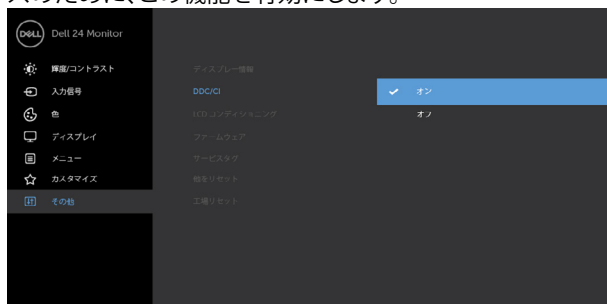 スのために、この機能を有効にします。
DELL
Dell 24 Monitor
輝度/コントラスト
入力信号
色
ディスプレイ
メニュー
カスタマイズ
その他
ディスプレー情報
DDC/CI
LCDコンディショニング
ファームウェア
サービスタグ
他をリセット
工場リセット
オン
オフ